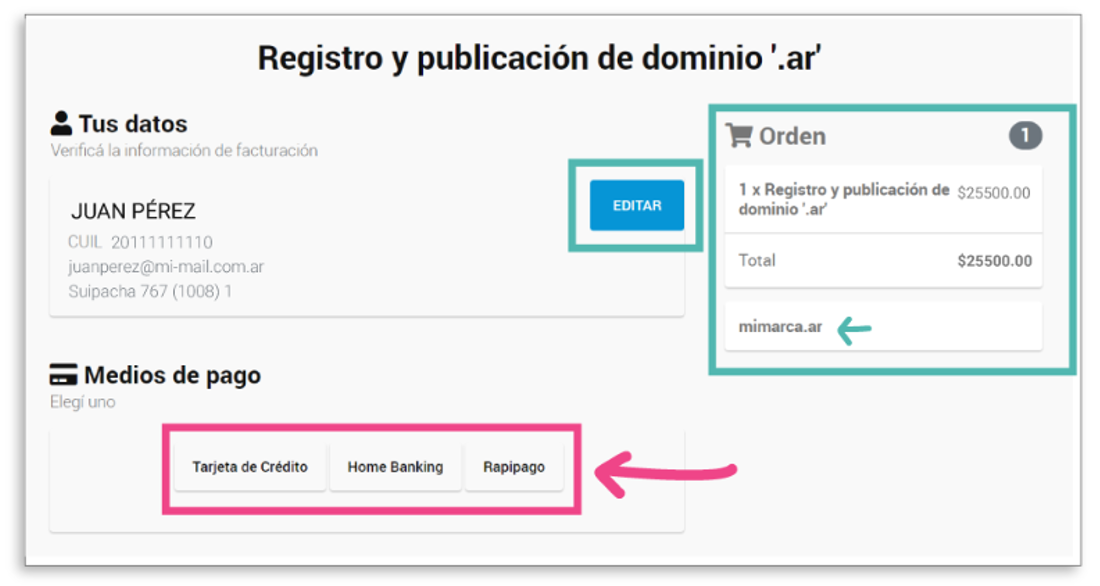 Registro y publicación de dominio '.ar'
Tus datos
Verificá la información de facturación
JUAN PÉREZ
CUIL 20111111110
juanperez@mi-mail.com.ar
Suipacha 767 (1008) 1
EDITAR
Orden
1
1 x Registro y publicación de
dominio '.ar'
$25500.00
Total $25500.00
mimarca.ar
Medios de pago
Elegí uno
Tarjeta de Crédito Home Banking Rapipago